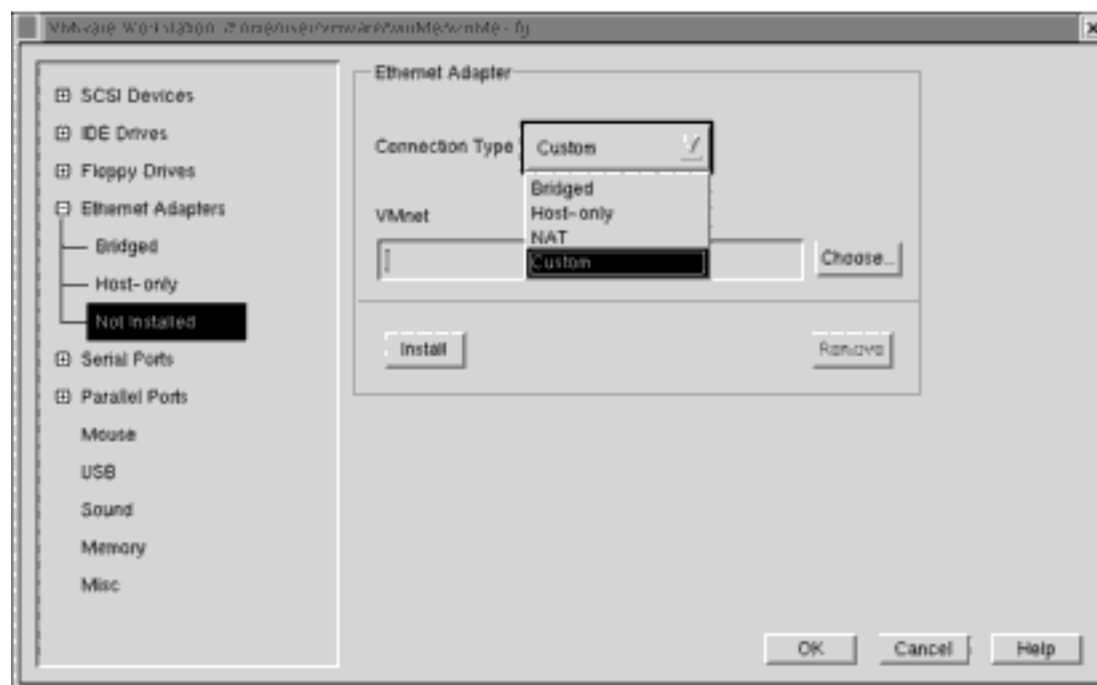 VMware Workstation
SCSI Devices
IDE Drives
Floppy Drives
Ethernet Adapters
Bridged
Host-only
Not Installed
Serial Ports
Parallel Ports
Mouse
USB
Sound
Memory
Misc
Ethernet Adapter
Connection Type
Custom
Bridged
Host-only
NAT
Custom
VMnet
Choose...
Install
Remove
OK
Cancel
Help